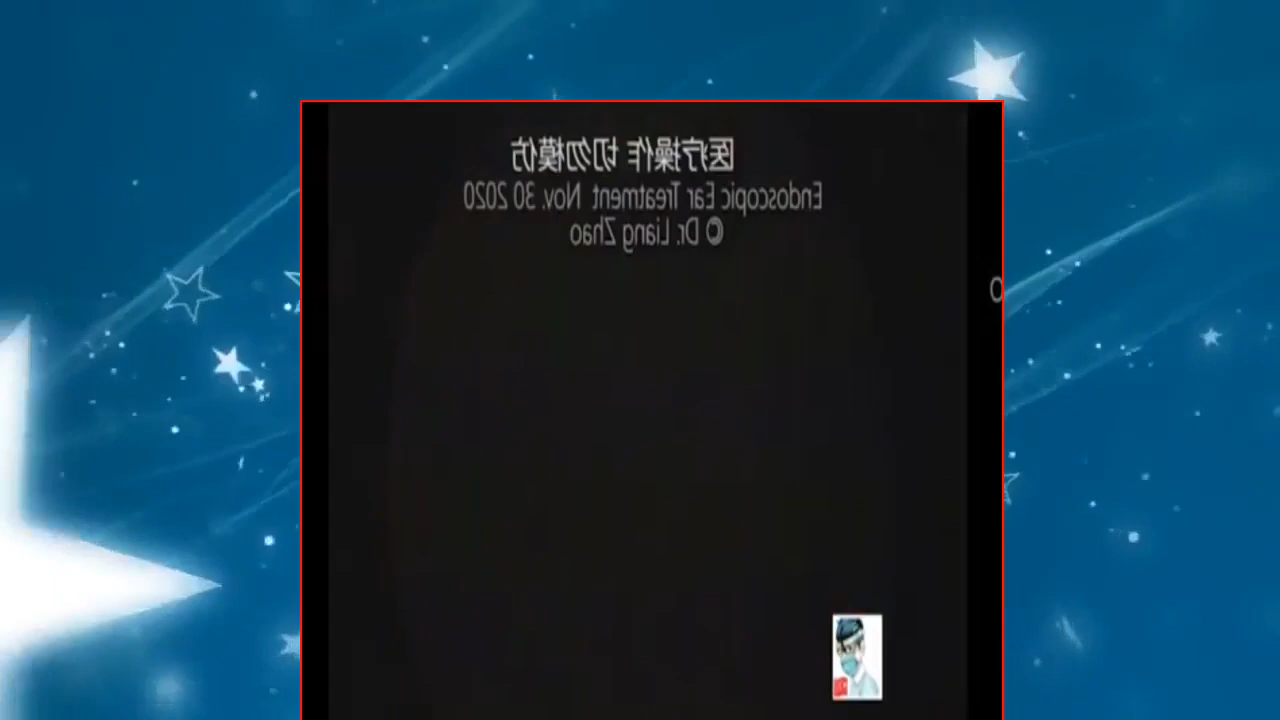 医疗操作 切勿模仿
Endoscopic Ear Treatment Nov. 30 2020
© Dr. Liang Zhao